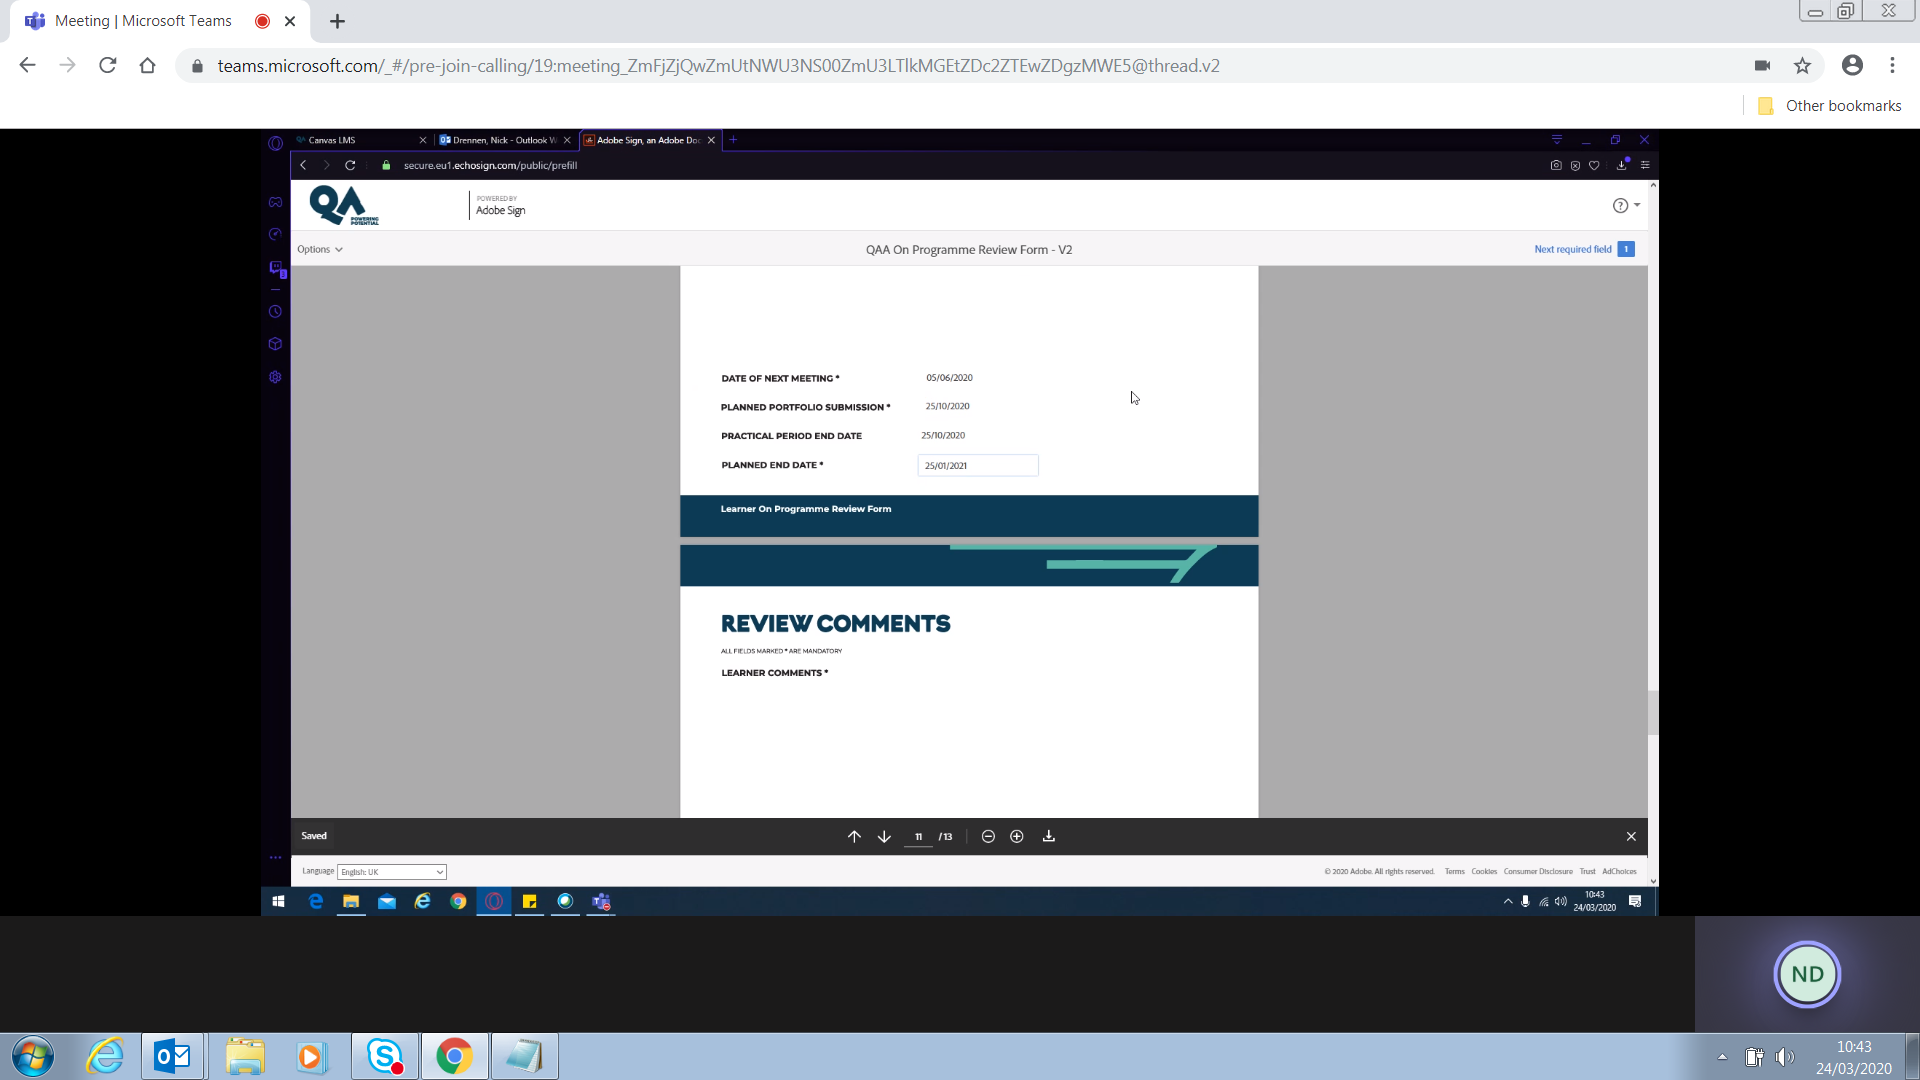 Meeting | Microsoft Teams
teams.microsoft.com/_#/pre-join-calling/19:meeting_ZmFjZjQwZmUtNWU3NS00ZmU3LTlkMGEtZDc2ZTEwZDgzMWE5@thread.v2
Other bookmarks
Canvas LMS
Drennen, Nick - Outlook W
Adobe Sign, an Adobe Doc
secure.eu1.echosign.com/public/prefill
QA
POWERING
POTENTIAL
POWERED BY
Adobe Sign
Options
QAA On Programme Review Form - V2
Next required field 1
DATE OF NEXT MEETING * 05/06/2020
PLANNED PORTFOLIO SUBMISSION * 25/10/2020
PRACTICAL PERIOD END DATE 25/10/2020
PLANNED END DATE * 25/01/2021
Learner On Programme Review Form
REVIEW COMMENTS
ALL FIELDS MARKED * ARE MANDATORY
LEARNER COMMENTS *
Saved
11 /13
Language English: UK
© 2020 Adobe. All rights reserved. Terms Cookies Consumer Disclosure Trust AdChoices
10:43
24/03/2020
ND
10:43
24/03/2020